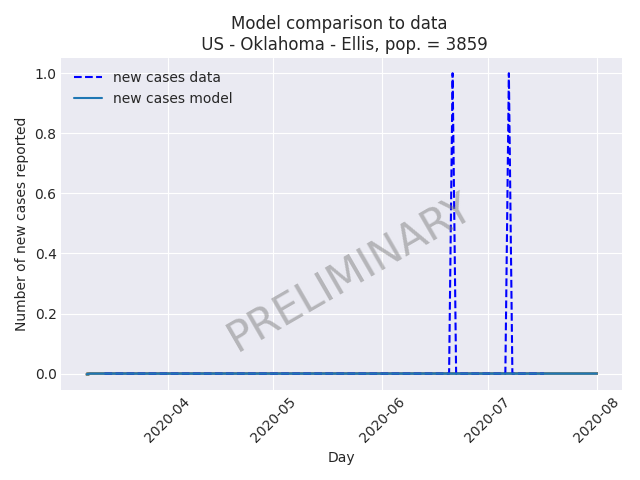 Model comparison to data
US - Oklahoma - Ellis, pop. = 3859
new cases data
new cases model
1.0
0.8
0.6
0.4
0.2
0.0
Number of new cases reported
PRELIMINARY
2020-04
2020-05
2020-06
2020-07
2020-08
Day